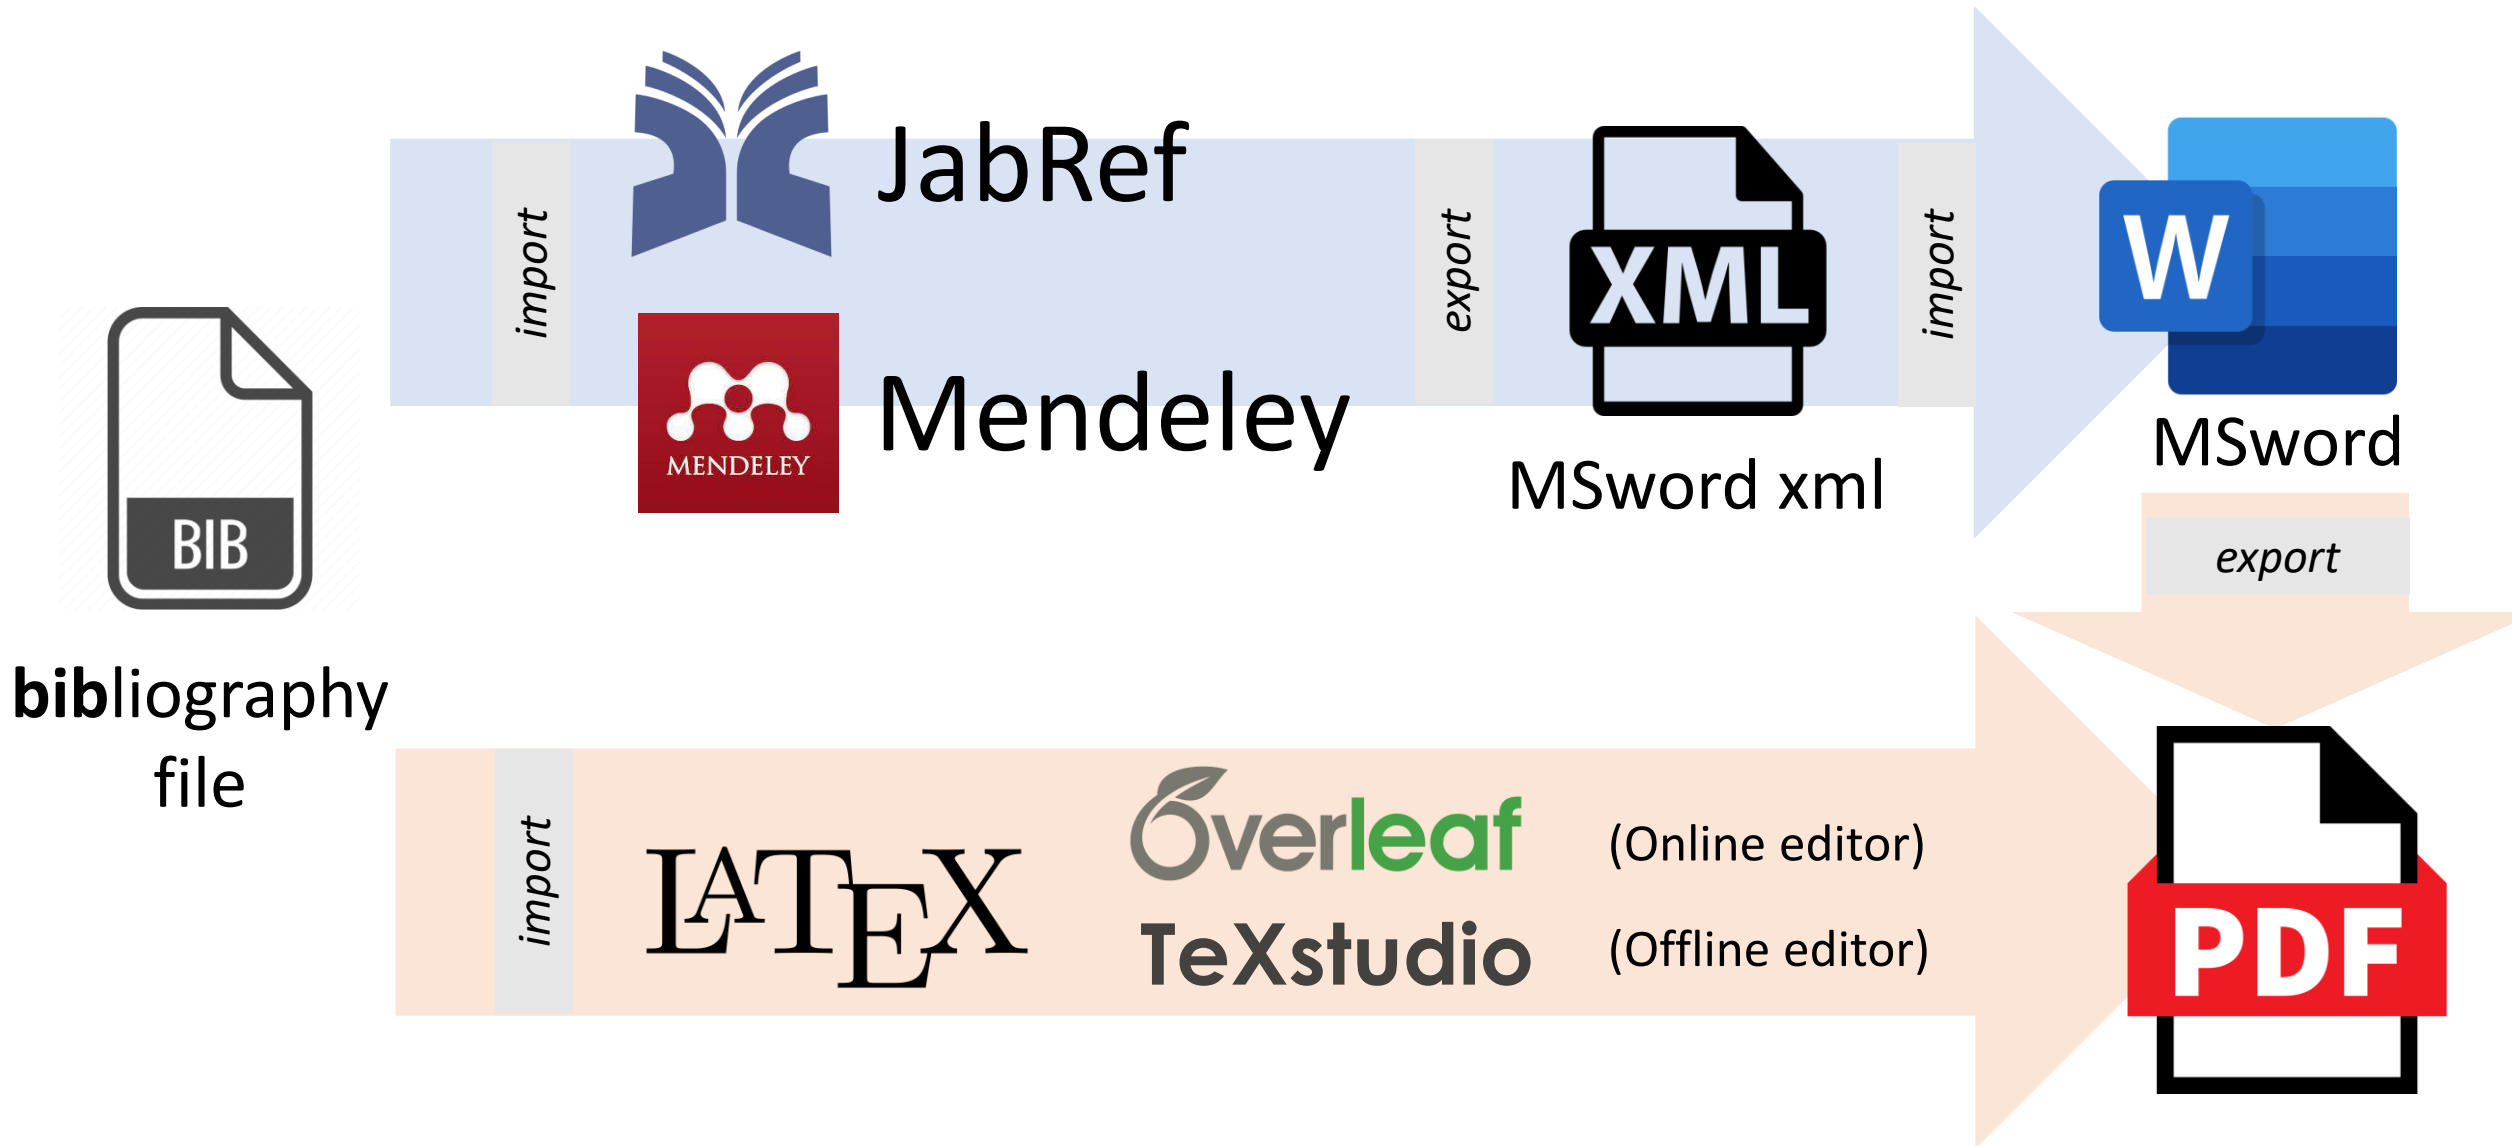 import
JabRef
export
XML
import
W
MENDELEY
Mendeley
MSword xml
MSword
BIB
export
bibliography
file
import
LATEX
Overleaf
(Online editor)
TeXstudio
(Offline editor)
PDF